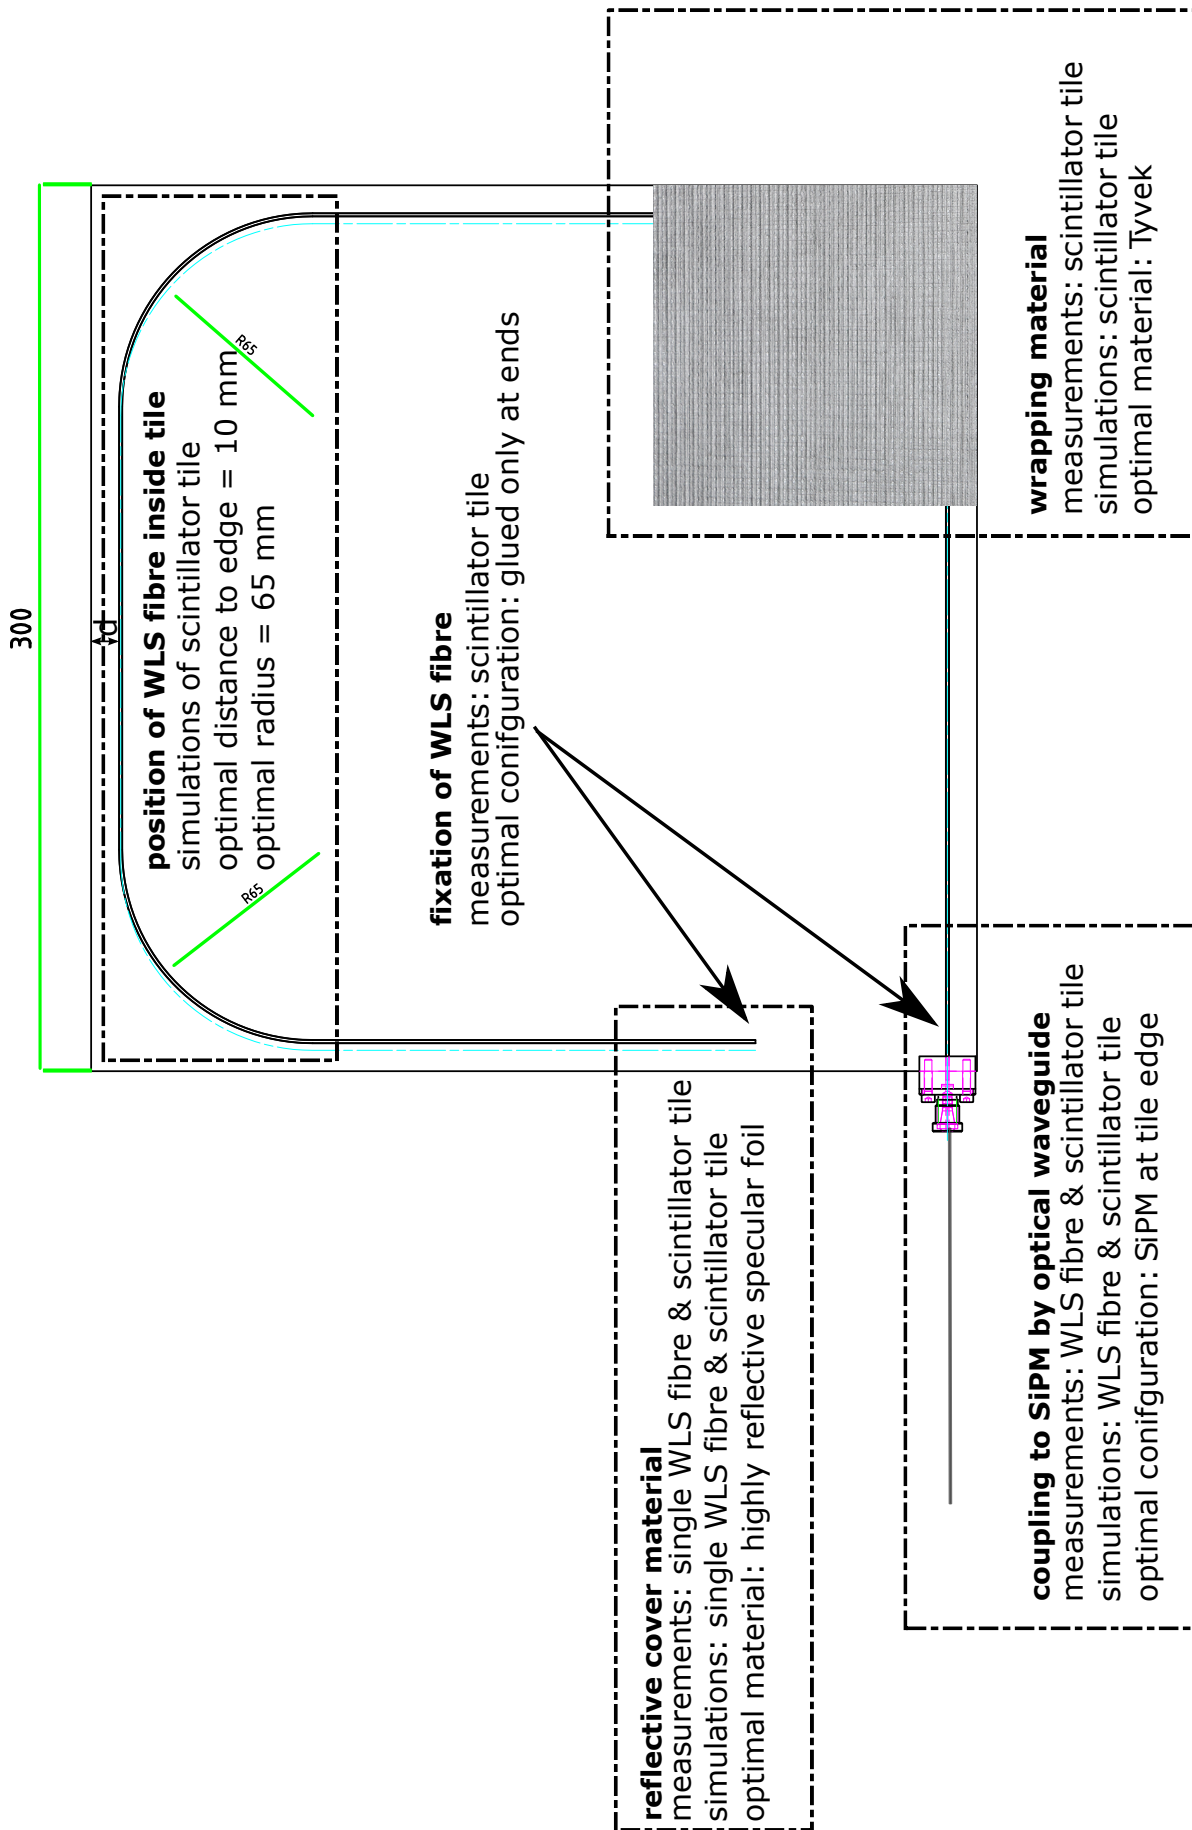 300
d
position of WLS fibre inside tile
simulations of scintillator tile
optimal distance to edge = 10 mm
optimal radius = 65 mm
R65
R65
fixation of WLS fibre
measurements: scintillator tile
optimal conifguration: glued only at ends
reflective cover material
measurements: single WLS fibre & scintillator tile
simulations: single WLS fibre & scintillator tile
optimal material: highly reflective specular foil
wrapping material
measurements: scintillator tile
simulations: scintillator tile
optimal material: Tyvek
coupling to SiPM by optical waveguide
measurements: WLS fibre & scintillator tile
simulations: WLS fibre & scintillator tile
optimal conifguration: SiPM at tile edge